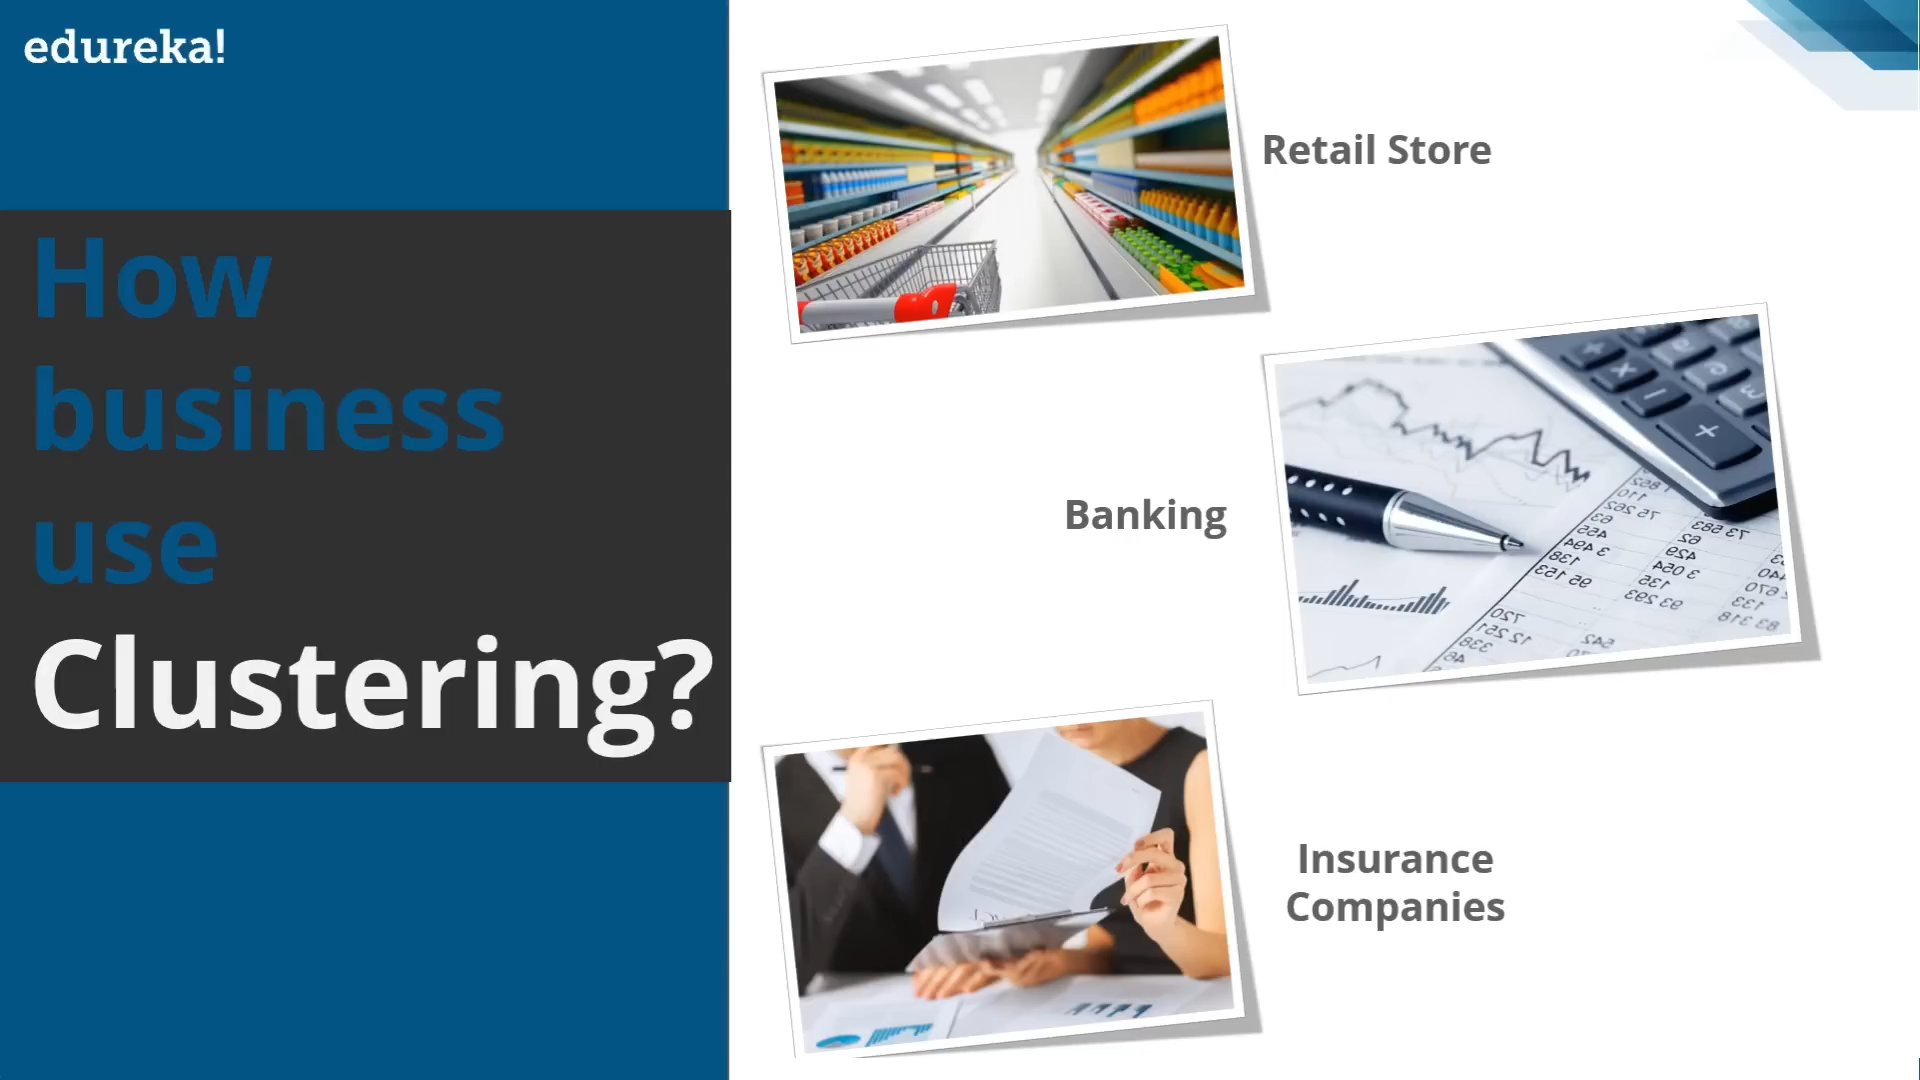 edureka!
How
business
use
Clustering?
Retail Store
Banking
Insurance
Companies